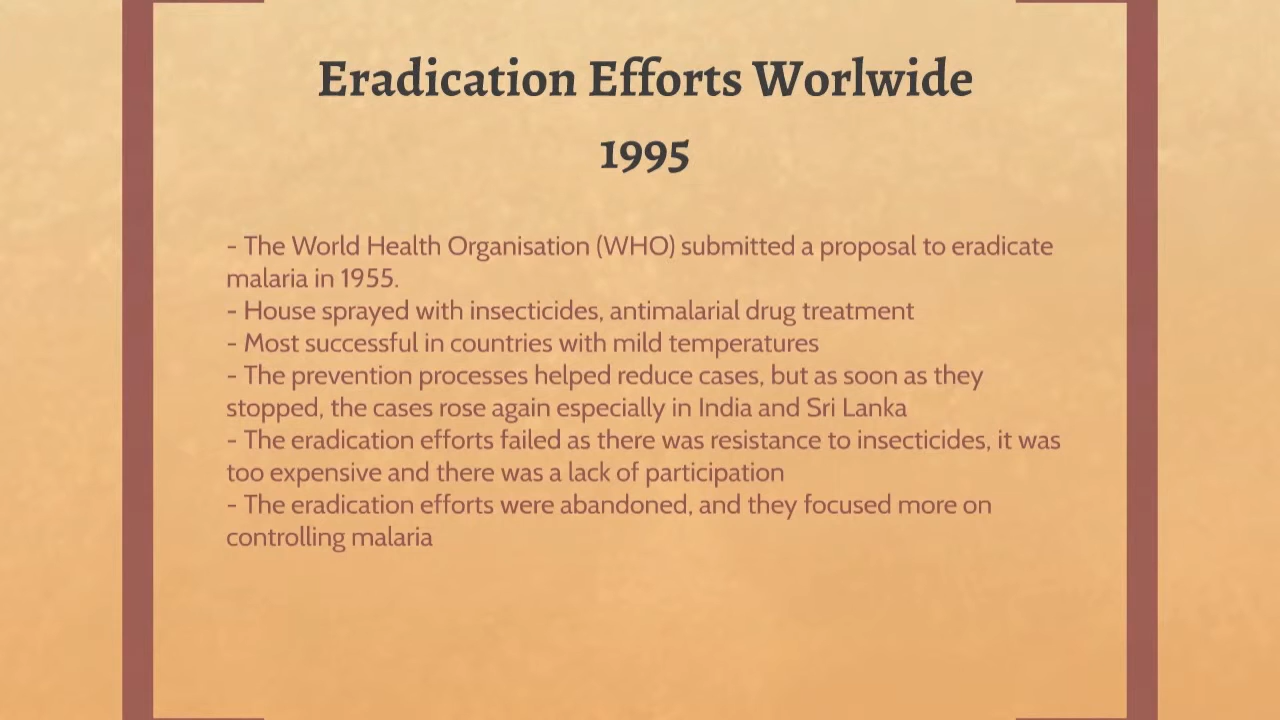 Eradication Efforts Worlwide
1995
- The World Health Organisation (WHO) submitted a proposal to eradicate
malaria in 1955.
- House sprayed with insecticides, antimalarial drug treatment
- Most successful in countries with mild temperatures
- The prevention processes helped reduce cases, but as soon as they
stopped, the cases rose again especially in India and Sri Lanka
- The eradication efforts failed as there was resistance to insecticides, it was
too expensive and there was a lack of participation
- The eradication efforts were abandoned, and they focused more on
controlling malaria